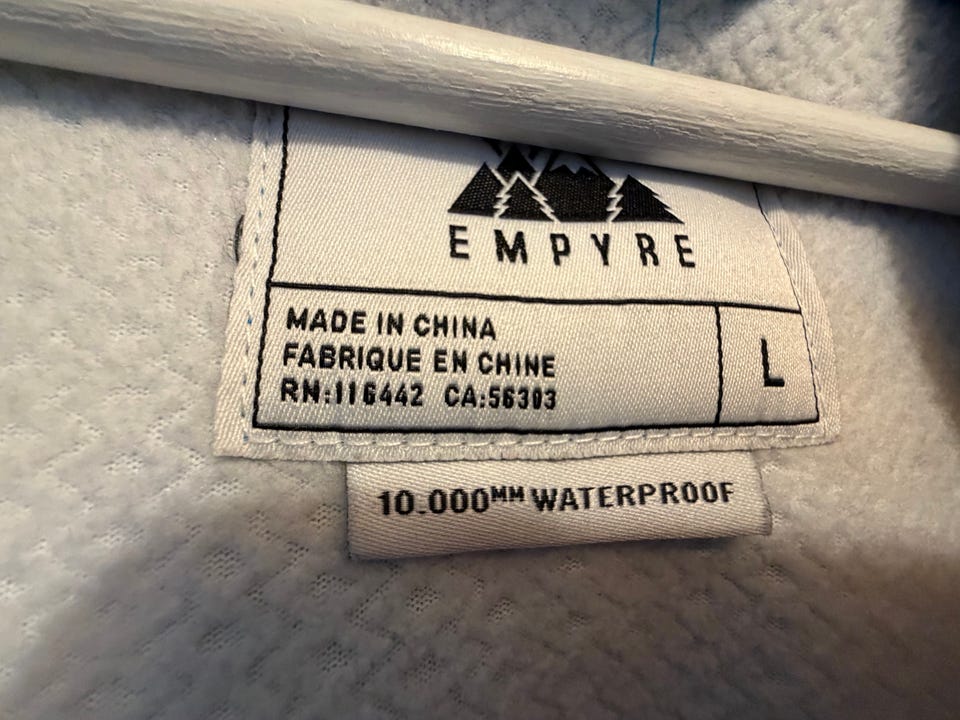 EMPYRE
MADE IN CHINA
FABRIQUE EN CHINE
RN:116442 CA:56303
L
10.000MM WATERPROOF